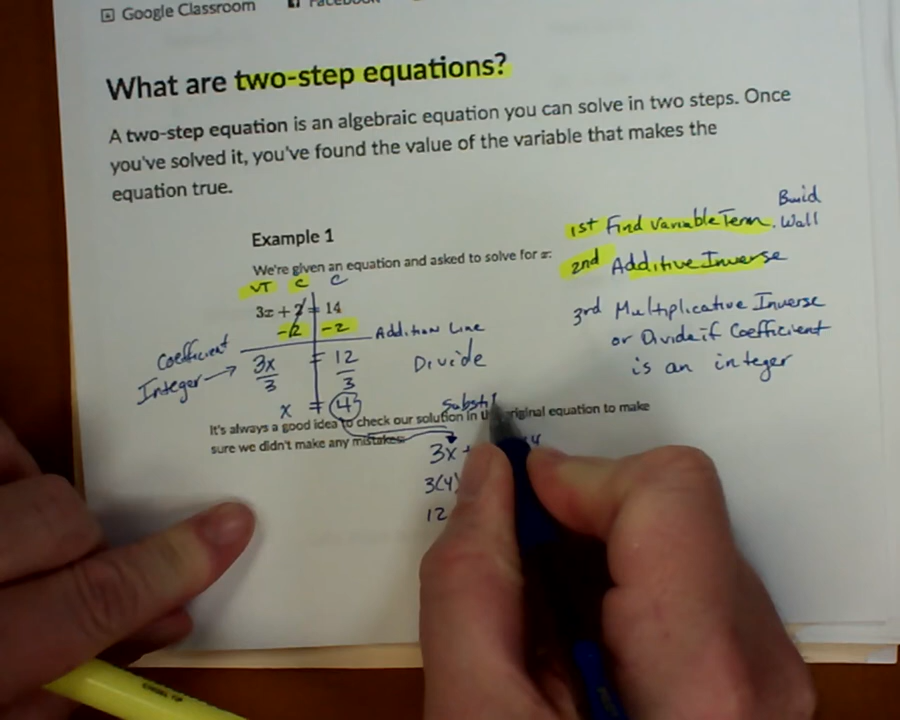 Google Classroom
Facebook
What are two-step equations?
A two-step equation is an algebraic equation you can solve in two steps. Once
you've solved it, you've found the value of the variable that makes the
equation true.
Build
1st Find Variable Term. Wall
Example 1
We're given an equation and asked to solve for x:
2nd Additive Inverse
VT C C
3x + 2 = 14
-2 -2 Addition Line
3rd Multiplicative Inverse
or Divide if Coefficient
is an integer
Coefficient
Integer → 3x = 12 Divide
3 3
x = 4
Substi
It's always a good idea to check our solution in the original equation to make
sure we didn't make any mistakes.
3x + 4
3(4)
12